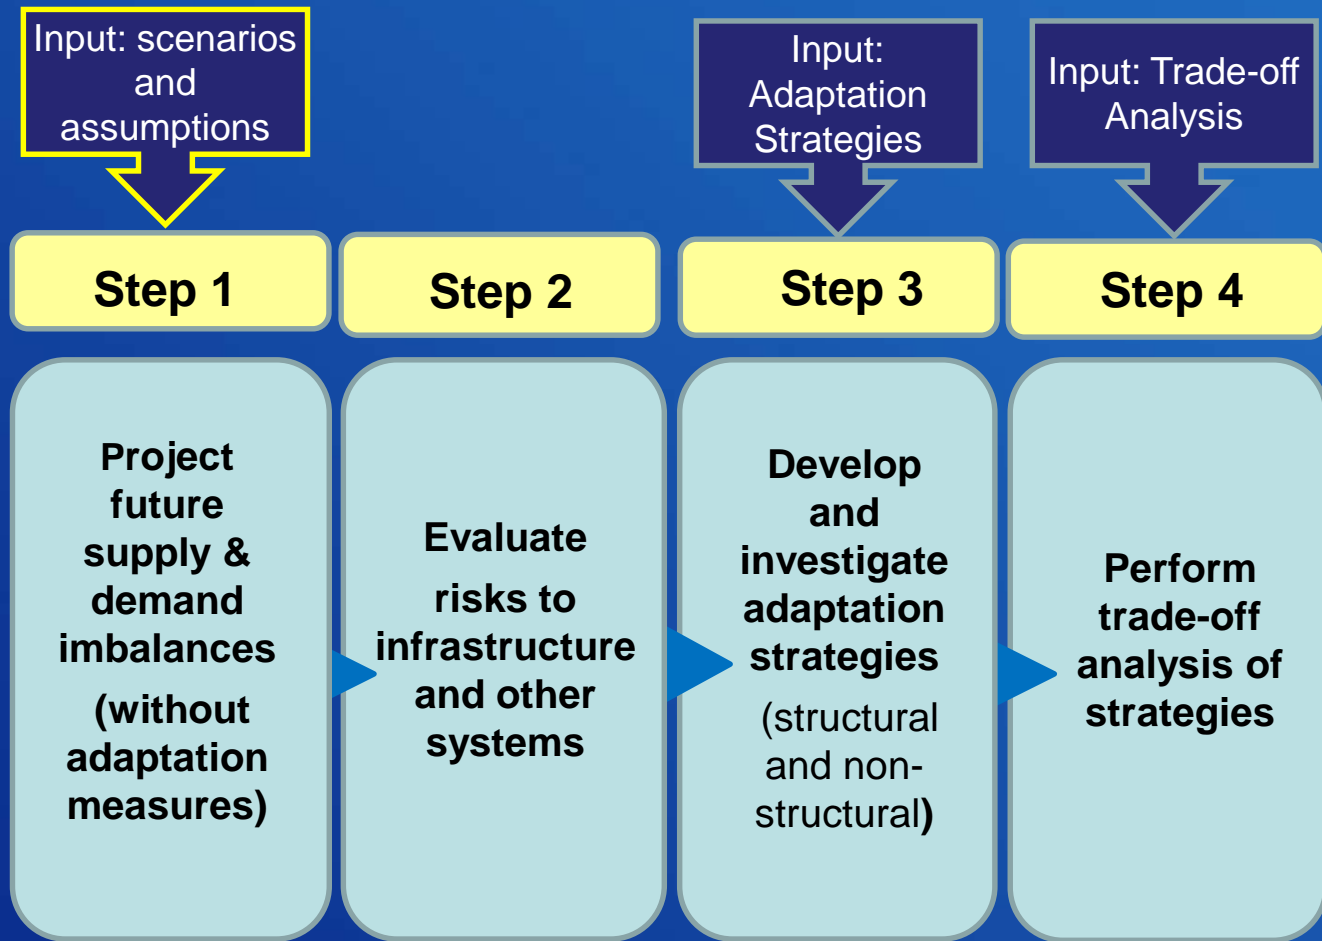 Input: scenarios
and
assumptions
Input:
Adaptation
Strategies
Input: Trade-off
Analysis
Step 1
Step 2
Step 3
Step 4
Project
future
supply &
demand
imbalances
(without
adaptation
measures)
Evaluate
risks to
infrastructure
and other
systems
Develop
and
investigate
adaptation
strategies
(structural
and non-
structural)
Perform
trade-off
analysis of
strategies